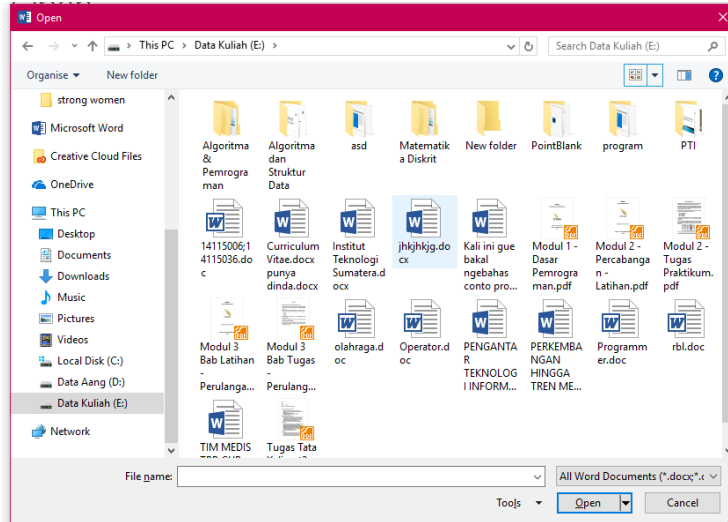 Open
This PC > Data Kuliah (E:) >
Search Data Kuliah (E:)
Organise
New folder
strong women
Microsoft Word
Creative Cloud Files
OneDrive
This PC
Desktop
Documents
Downloads
Music
Pictures
Videos
Local Disk (C:)
Data Aang (D:)
Data Kuliah (E:)
Network
Algoritma
&
Pemrogra
man
Algoritma
dan
Struktur
Data
asd
Matematik
a Diskrit
New folder
PointBlank
program
PTI
14115006;1
4115036.do
c
Curriculum
Vitae.docx
punya
dinda.docx
Institut
Teknologi
Sumatera.d
ocx
jhkjhkjg.do
cx
Kali ini gue
bakal
ngebahas
conto pro...
Modul 1 -
Dasar
Pemrogra
man.pdf
Modul 2 -
Percabanga
n -
Latihan.pdf
Modul 2 -
Tugas
Praktikum.
pdf
Modul 3
Bab Latihan
-
Perulanga...
Modul 3
Bab Tugas
-
Perulang...
olahraga.d
oc
Operator.d
oc
PENGANTA
R
TEKNOLOG
I INFORM...
PERKEMBA
NGAN
HINGGA
TREN ME...
Programm
er.doc
rbl.doc
TIM MEDIS
Tugas Tata
File name:
All Word Documents (*.docx;*.c
Tools
Open
Cancel